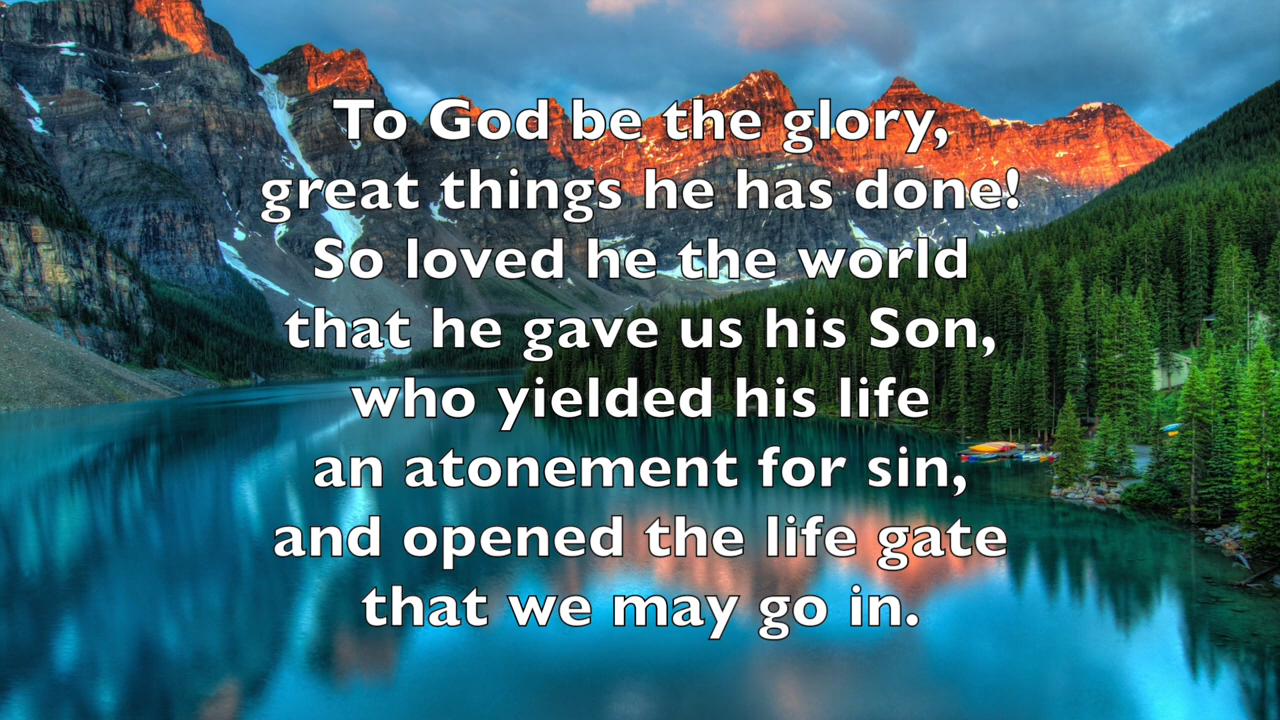 To God be the glory,
great things he has done!
So loved he the world
that he gave us his Son,
who yielded his life
an atonement for sin,
and opened the life gate
that we may go in.